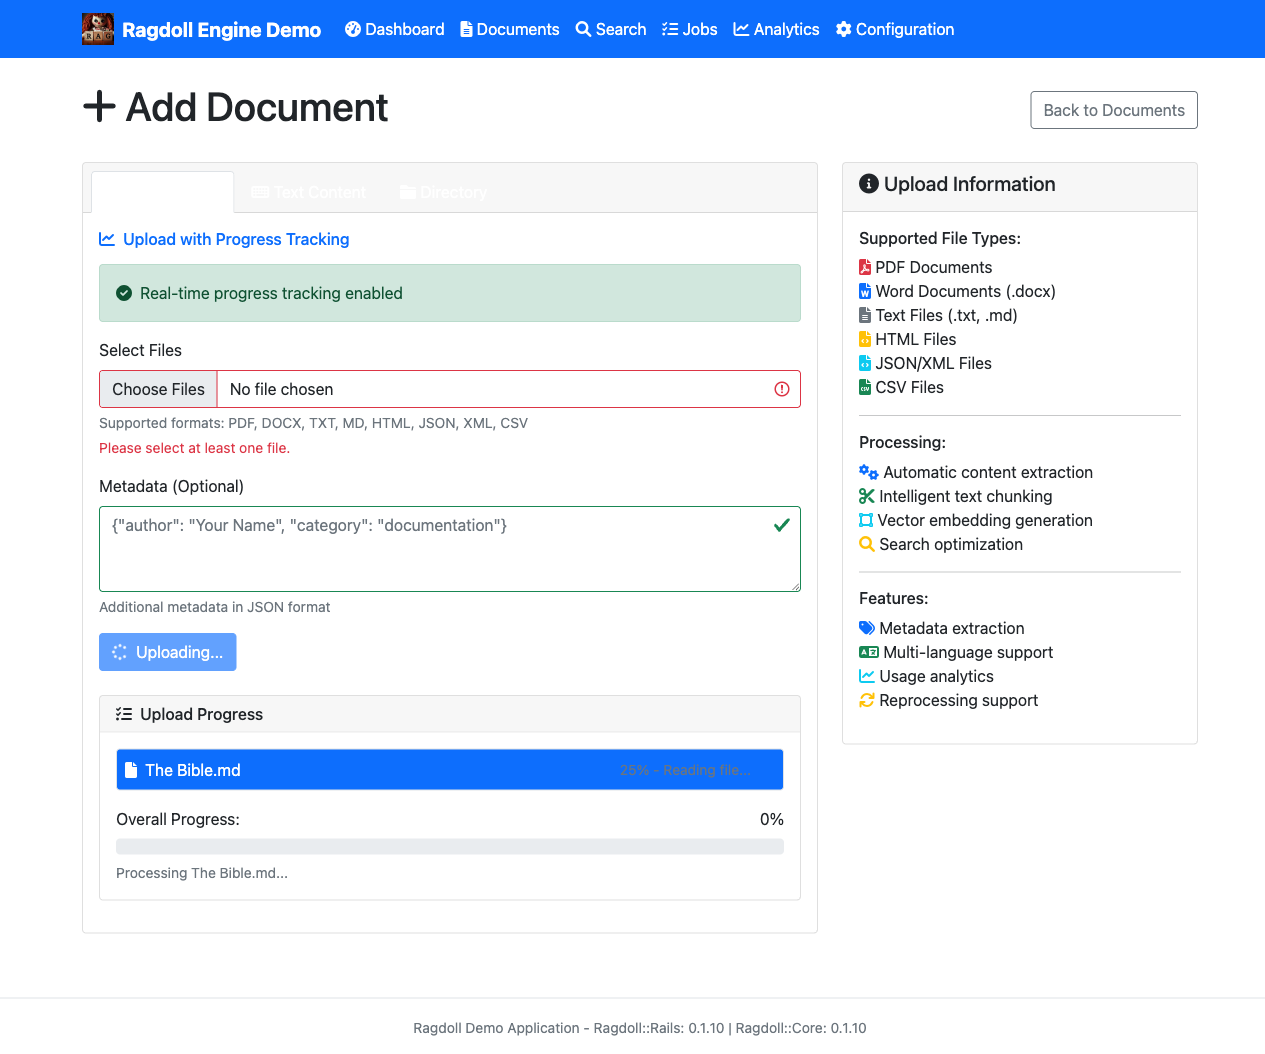 Ragdoll Engine Demo Dashboard Documents Search Jobs Analytics Configuration
Add Document
Back to Documents
Text Content Directory
Upload with Progress Tracking
Real-time progress tracking enabled
Select Files
Choose Files No file chosen
Supported formats: PDF, DOCX, TXT, MD, HTML, JSON, XML, CSV
Please select at least one file.
Metadata (Optional)
{"author": "Your Name", "category": "documentation"}
Additional metadata in JSON format
Uploading...
Upload Progress
The Bible.md 25% - Reading file...
Overall Progress: 0%
Processing The Bible.md...
Upload Information
Supported File Types:
PDF Documents
Word Documents (.docx)
Text Files (.txt, .md)
HTML Files
JSON/XML Files
CSV Files
Processing:
Automatic content extraction
Intelligent text chunking
Vector embedding generation
Search optimization
Features:
Metadata extraction
Multi-language support
Usage analytics
Reprocessing support
Ragdoll Demo Application - Ragdoll::Rails: 0.1.10 | Ragdoll::Core: 0.1.10